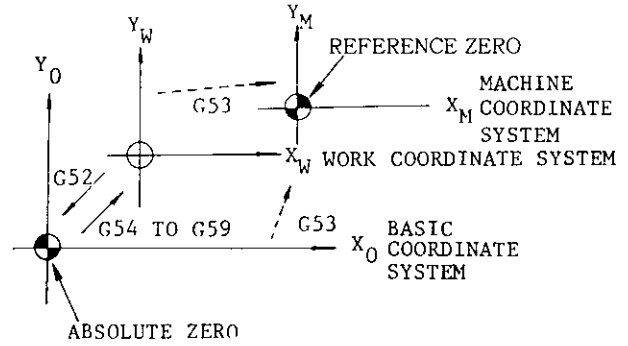 Y_M
Y_W
REFERENCE ZERO
Y_O
G53
X_M MACHINE
COORDINATE
SYSTEM
X_W WORK COORDINATE SYSTEM
G52
G54 TO G59
G53
X_O BASIC
COORDINATE
SYSTEM
ABSOLUTE ZERO